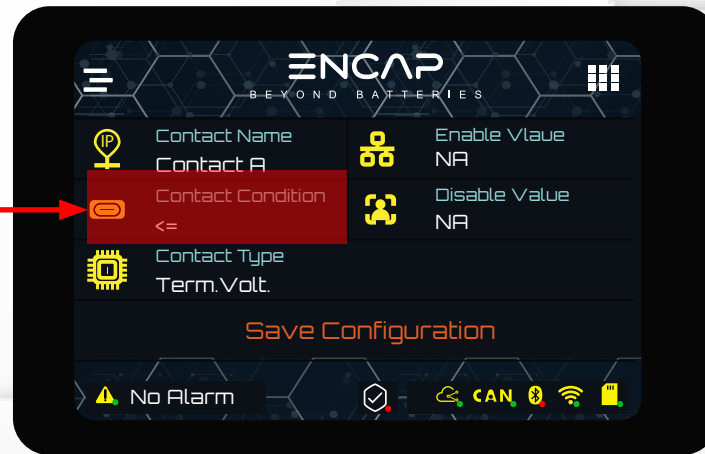 ENCAP
BEYOND BATTERIES
IP
Contact Name
Contact A
Enable Vlaue
NA
Contact Condition
<=
Disable Value
NA
Contact Type
Term.Volt.
Save Configuration
No Alarm
CAN